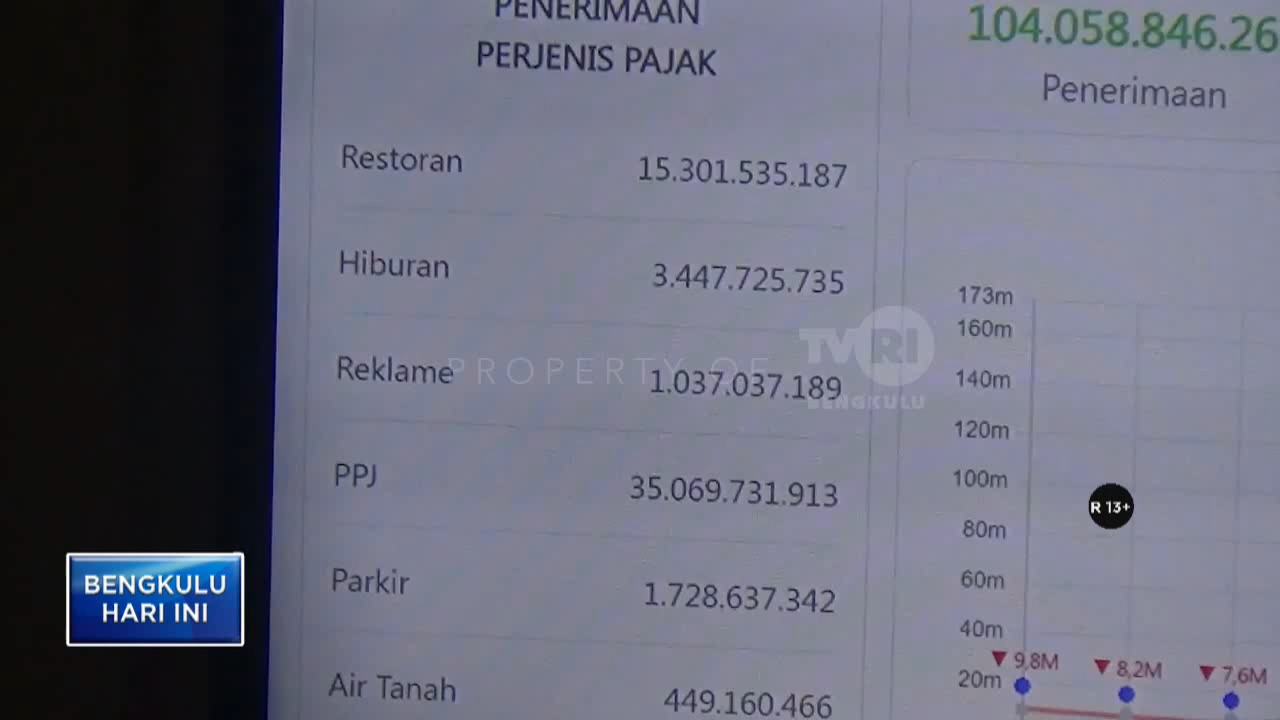 PENERIMAAN
PERJENIS PAJAK
Restoran 15.301.535.187
Hiburan 3.447.725.735
Reklame 1.037.037.189
PPJ 35.069.731.913
Parkir 1.728.637.342
Air Tanah 449.160.466
104.058.846.26
Penerimaan
173m
160m
140m
120m
100m
80m
60m
40m
20m
▼ 9,8M ▼ 8,2M ▼ 7,6M
PROPERTY OF
TVRI
BENGKULU
R 13+
BENGKULU
HARI INI